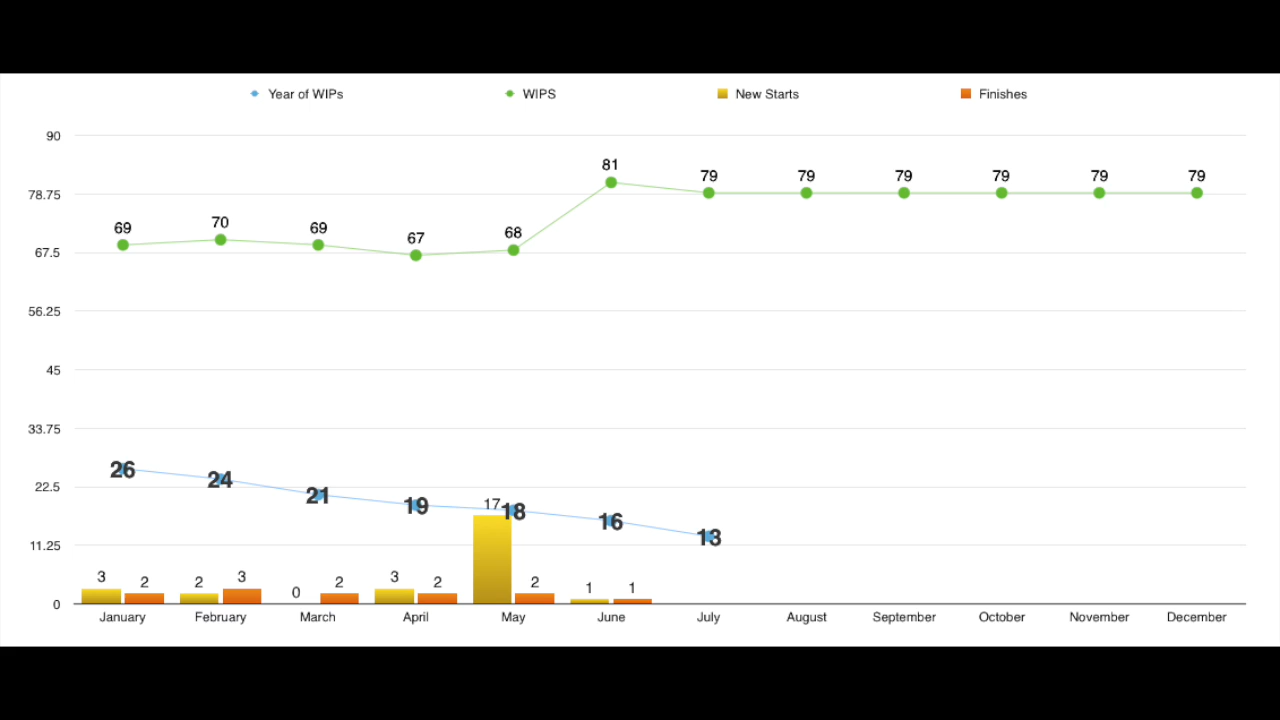 Year of WIPs WIPS New Starts Finishes
90
81
79 79 79 79 79 79
78.75
69 70 69 67 68
67.5
56.25
45
33.75
26 24 21 19 18 16 13
22.5
17
11.25
3 2 2 3 0 2 3 2 2 1 1
0
January February March April May June July August September October November December